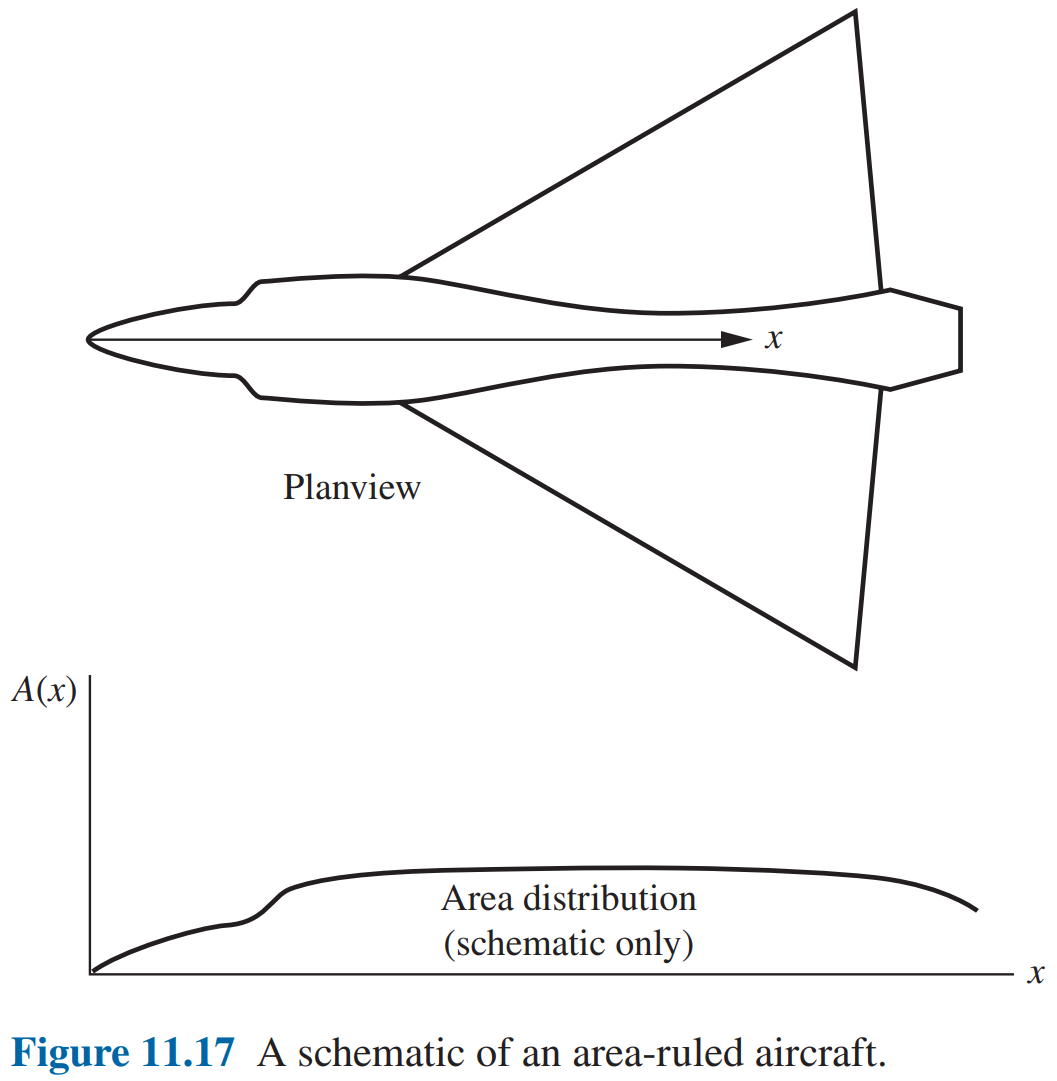 x
Planview
A(x)
Area distribution
(schematic only)
x
Figure 11.17 A schematic of an area-ruled aircraft.